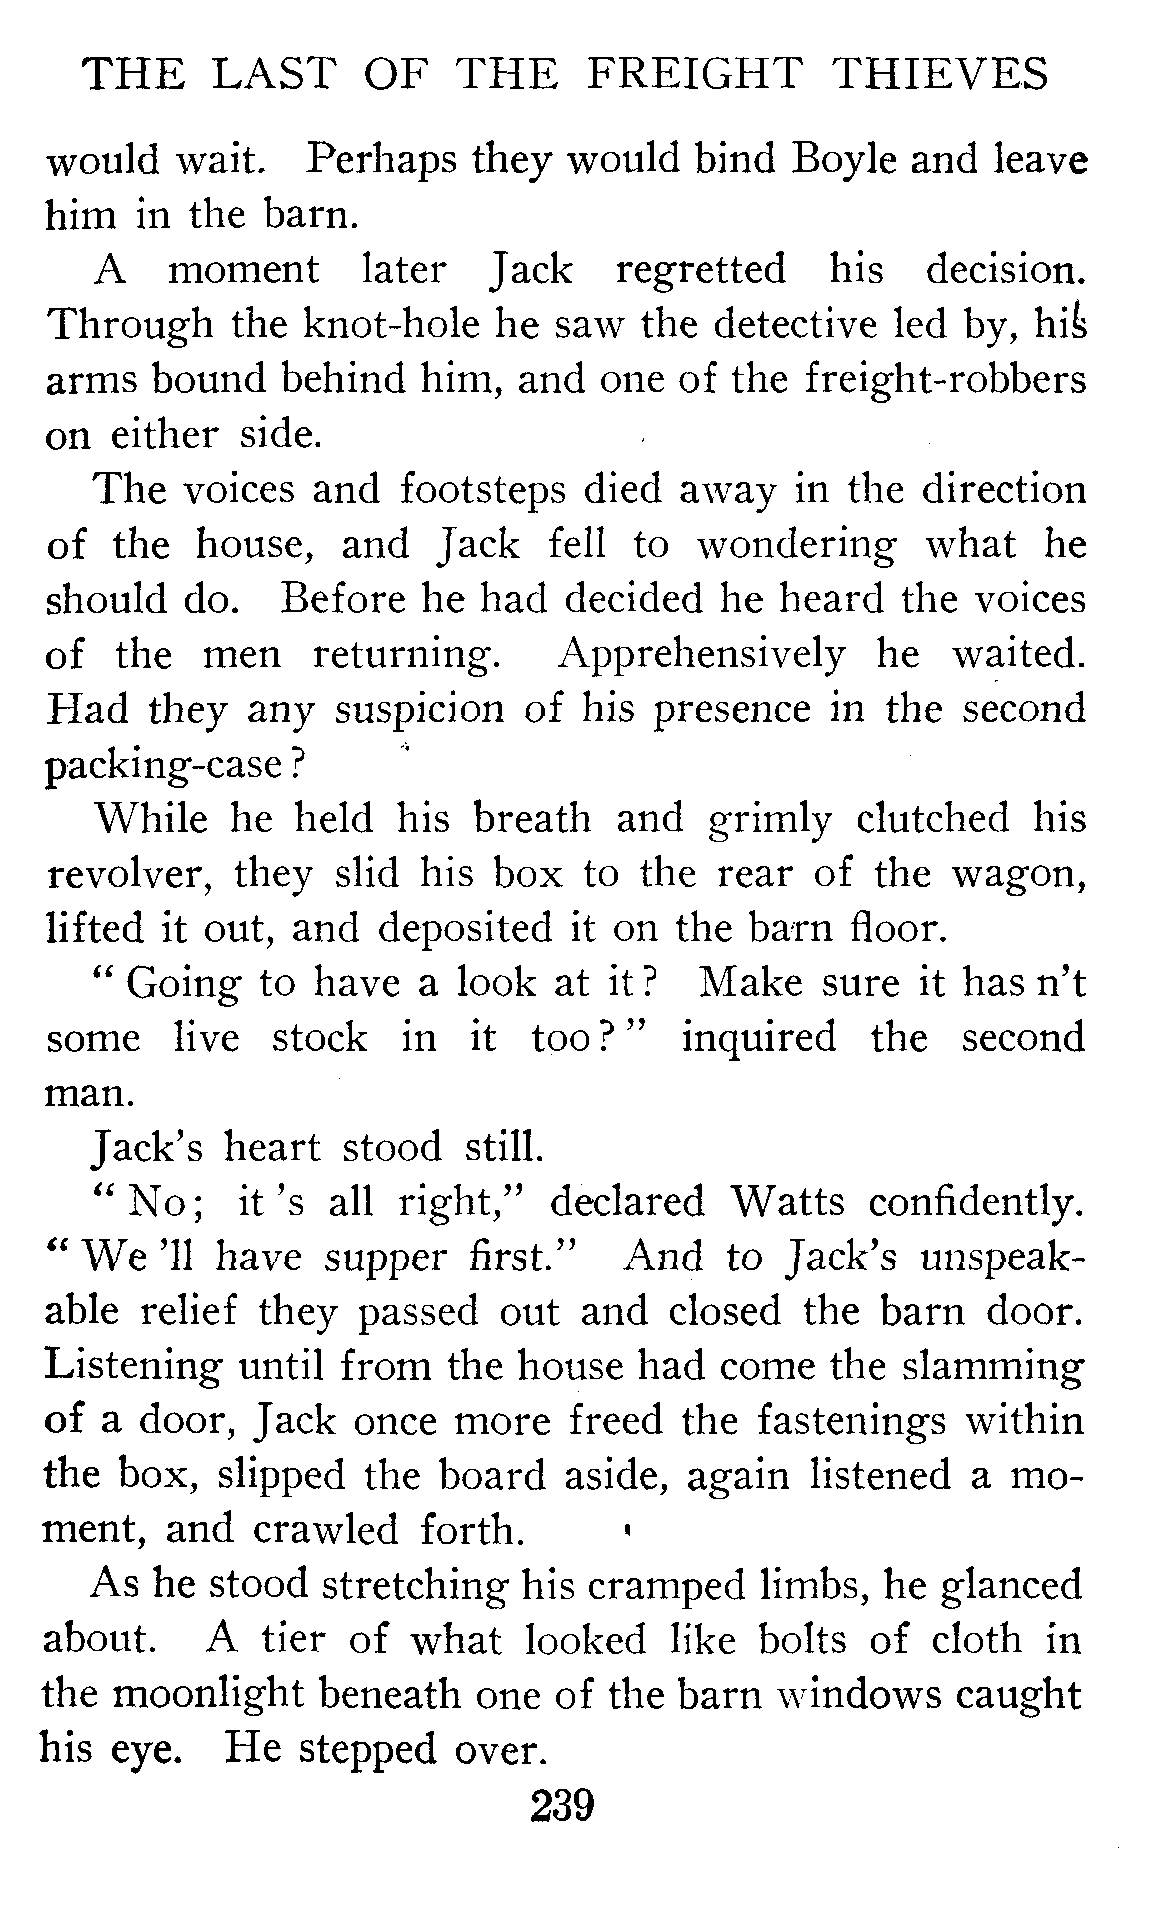 THE LAST OF THE FREIGHT THIEVES
would wait. Perhaps they would bind Boyle and leave
him in the barn.
A moment later Jack regretted his decision.
Through the knot-hole he saw the detective led by, his
arms bound behind him, and one of the freight-robbers
on either side.
The voices and footsteps died away in the direction
of the house, and Jack fell to wondering what he
should do. Before he had decided he heard the voices
of the men returning. Apprehensively he waited.
Had they any suspicion of his presence in the second
packing-case?
While he held his breath and grimly clutched his
revolver, they slid his box to the rear of the wagon,
lifted it out, and deposited it on the barn floor.
“ Going to have a look at it? Make sure it has n’t
some live stock in it too? ” inquired the second
man.
Jack’s heart stood still.
“ No; it ’s all right,” declared Watts confidently.
“ We ’ll have supper first.” And to Jack’s unspeak-
able relief they passed out and closed the barn door.
Listening until from the house had come the slamming
of a door, Jack once more freed the fastenings within
the box, slipped the board aside, again listened a mo-
ment, and crawled forth.
As he stood stretching his cramped limbs, he glanced
about. A tier of what looked like bolts of cloth in
the moonlight beneath one of the barn windows caught
his eye. He stepped over.
239